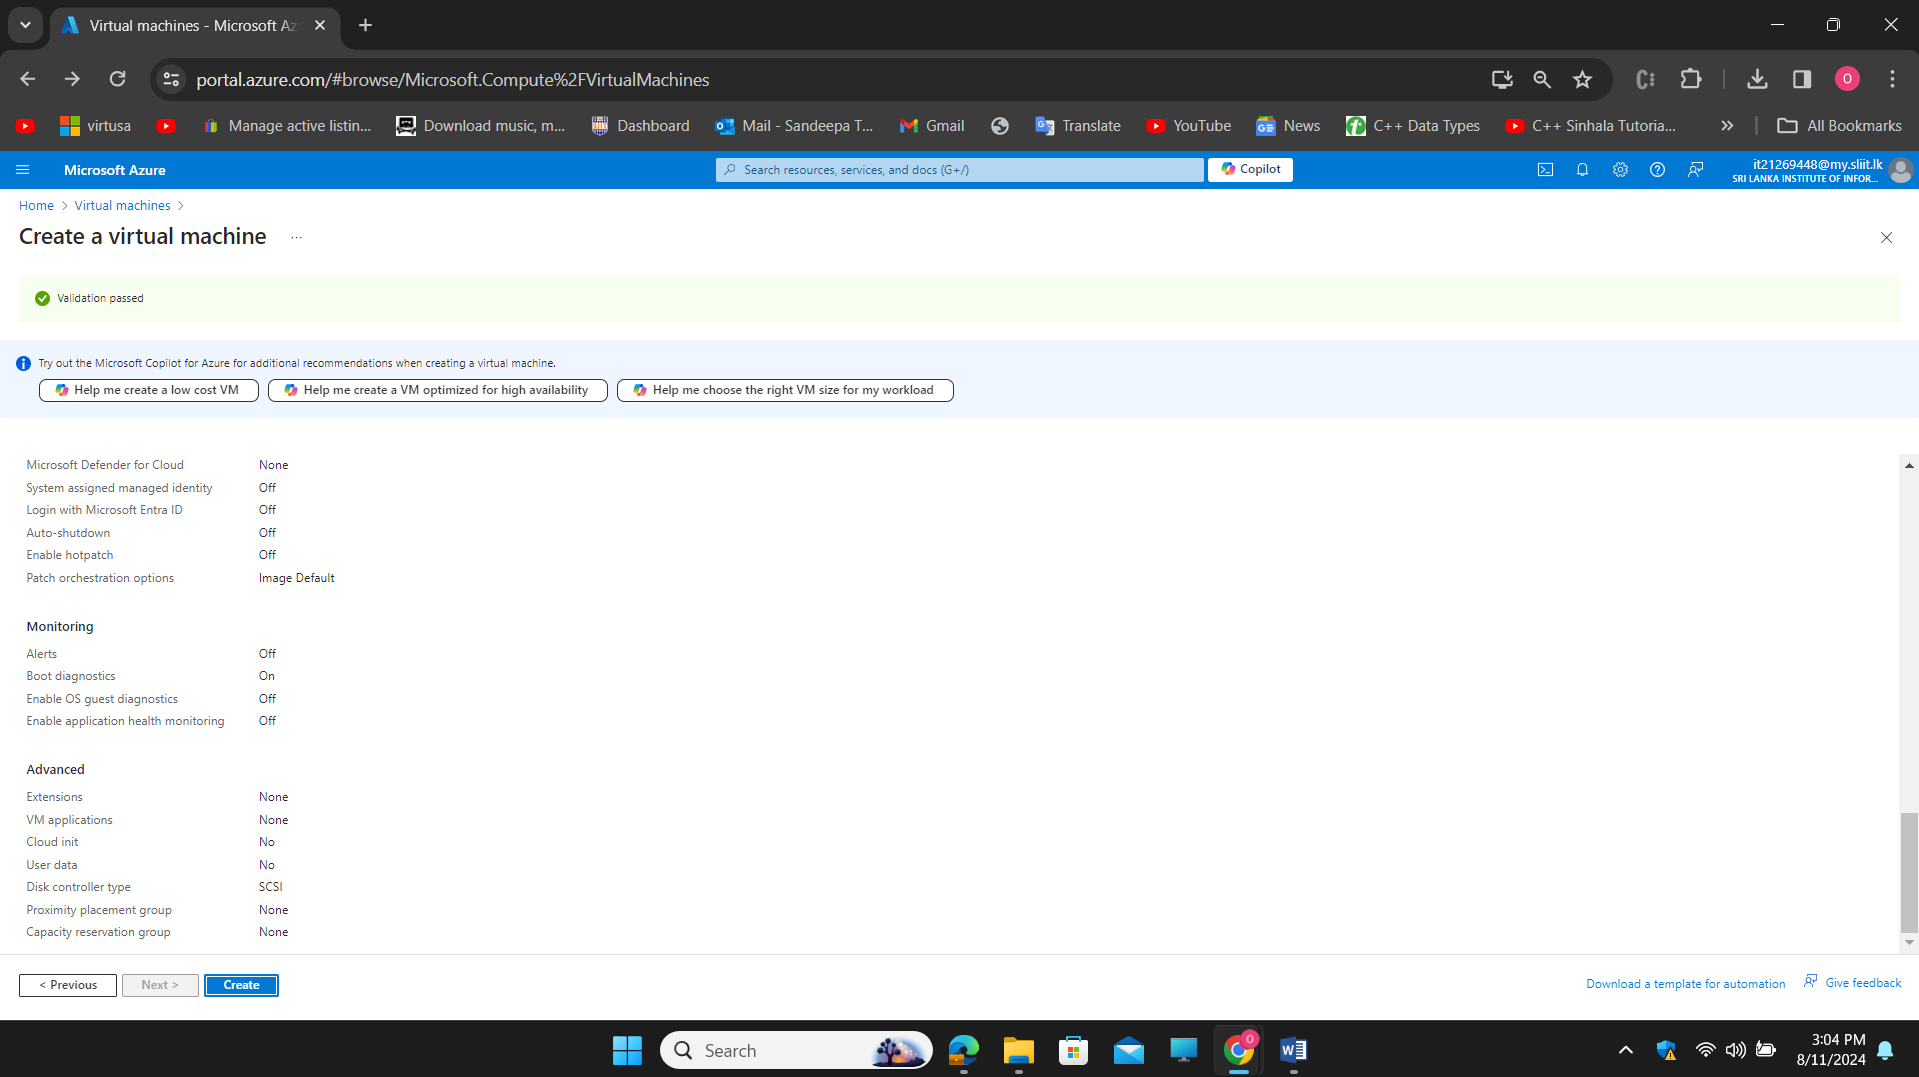 Virtual machines - Microsoft Az
portal.azure.com/#browse/Microsoft.Compute%2FVirtualMachines
O
virtusa
Manage active listin...
Download music, m...
Dashboard
Mail - Sandeepa T...
Gmail
Translate
YouTube
News
C++ Data Types
C++ Sinhala Tutoria...
All Bookmarks
Microsoft Azure
Search resources, services, and docs (G+/)
Copilot
it21269448@my.sliit.lk
SRI LANKA INSTITUTE OF INFOR...
Home > Virtual machines >
Create a virtual machine ...
Validation passed
Try out the Microsoft Copilot for Azure for additional recommendations when creating a virtual machine.
Help me create a low cost VM
Help me create a VM optimized for high availability
Help me choose the right VM size for my workload
Microsoft Defender for Cloud None
System assigned managed identity Off
Login with Microsoft Entra ID Off
Auto-shutdown Off
Enable hotpatch Off
Patch orchestration options Image Default
Monitoring
Alerts Off
Boot diagnostics On
Enable OS guest diagnostics Off
Enable application health monitoring Off
Advanced
Extensions None
VM applications None
Cloud init No
User data No
Disk controller type SCSI
Proximity placement group None
Capacity reservation group None
< Previous
Next >
Create
Download a template for automation
Give feedback
Search
3:04 PM
8/11/2024